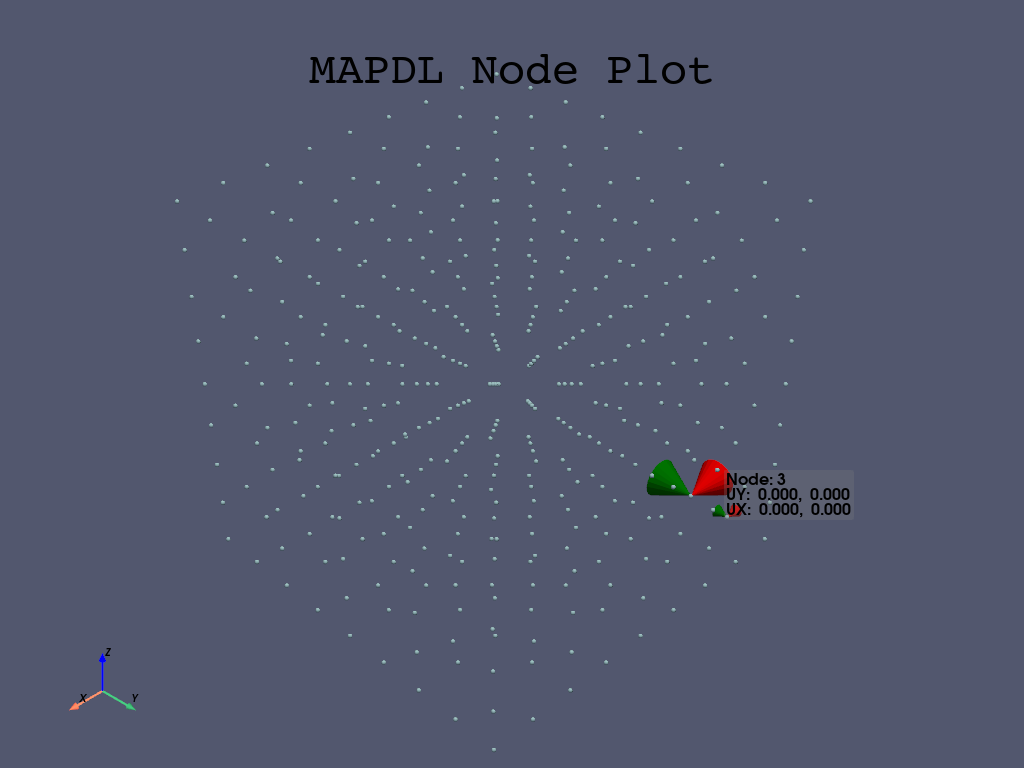 MAPDL Node Plot
Node: 3
UY: 0.000, 0.000
UX: 0.000, 0.000
Z
X
Y